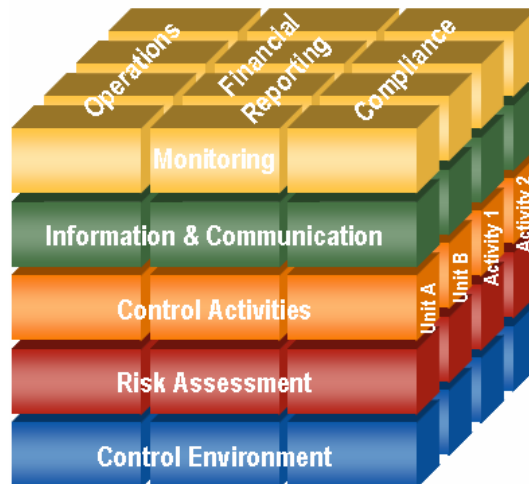 Operations
Financial
Reporting
Compliance
Monitoring
Information & Communication
Control Activities
Risk Assessment
Control Environment
Unit A
Unit B
Activity 1
Activity 2